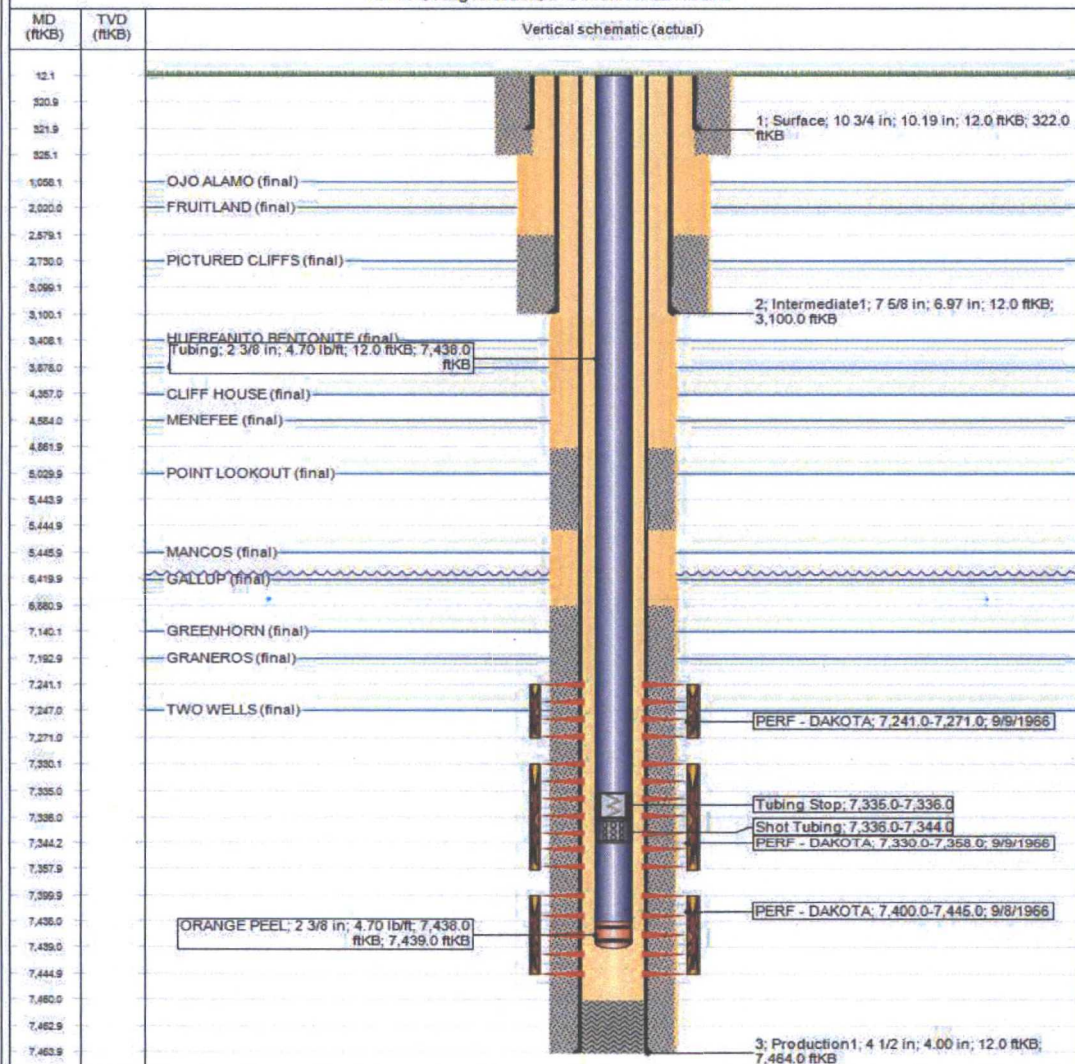 MD
(ftKB)
TVD
(ftKB)
Vertical schematic (actual)
12.1
320.9
321.9
325.1
2,020.0
2,579.1
2,730.0
3,099.1
3,100.1
3,408.1
4,357.0
4,584.0
4,861.9
5,029.9
5,443.9
5,444.9
5,445.9
6,419.9
7,140.1
7,192.9
7,241.1
7,247.0
7,271.0
7,330.1
7,335.0
7,336.0
7,344.2
7,357.9
7,399.9
7,438.0
7,439.0
7,444.9
7,460.0
7,462.9
7,463.9
1; Surface; 10 3/4 in; 10.19 in; 12.0 ftKB; 322.0
ftKB
OJO ALAMO (final)
FRUITLAND (final)
PICTURED CLIFFS (final)
2; Intermediate1; 7 5/8 in; 6.97 in; 12.0 ftKB;
3,100.0 ftKB
HUERFANITO BENTONITE (final)
Tubing; 2 3/8 in; 4.70 lb/ft; 12.0 ftKB; 7,438.0
ftKB
CLIFF HOUSE (final)
MENEFEE (final)
POINT LOOKOUT (final)
MANCOS (final)
GALLUP (final)
GREENHORN (final)
GRANEROS (final)
TWO WELLS (final)
PERF - DAKOTA; 7,241.0-7,271.0; 9/9/1966
Tubing Stop; 7,335.0-7,336.0
Shot Tubing; 7,336.0-7,344.0
PERF - DAKOTA; 7,330.0-7,358.0; 9/9/1966
PERF - DAKOTA; 7,400.0-7,445.0; 9/8/1966
ORANGE PEEL; 2 3/8 in; 4.70 lb/ft; 7,438.0
ftKB; 7,439.0 ftKB
3; Production1; 4 1/2 in; 4.00 in; 12.0 ftKB;
7,464.0 ftKB